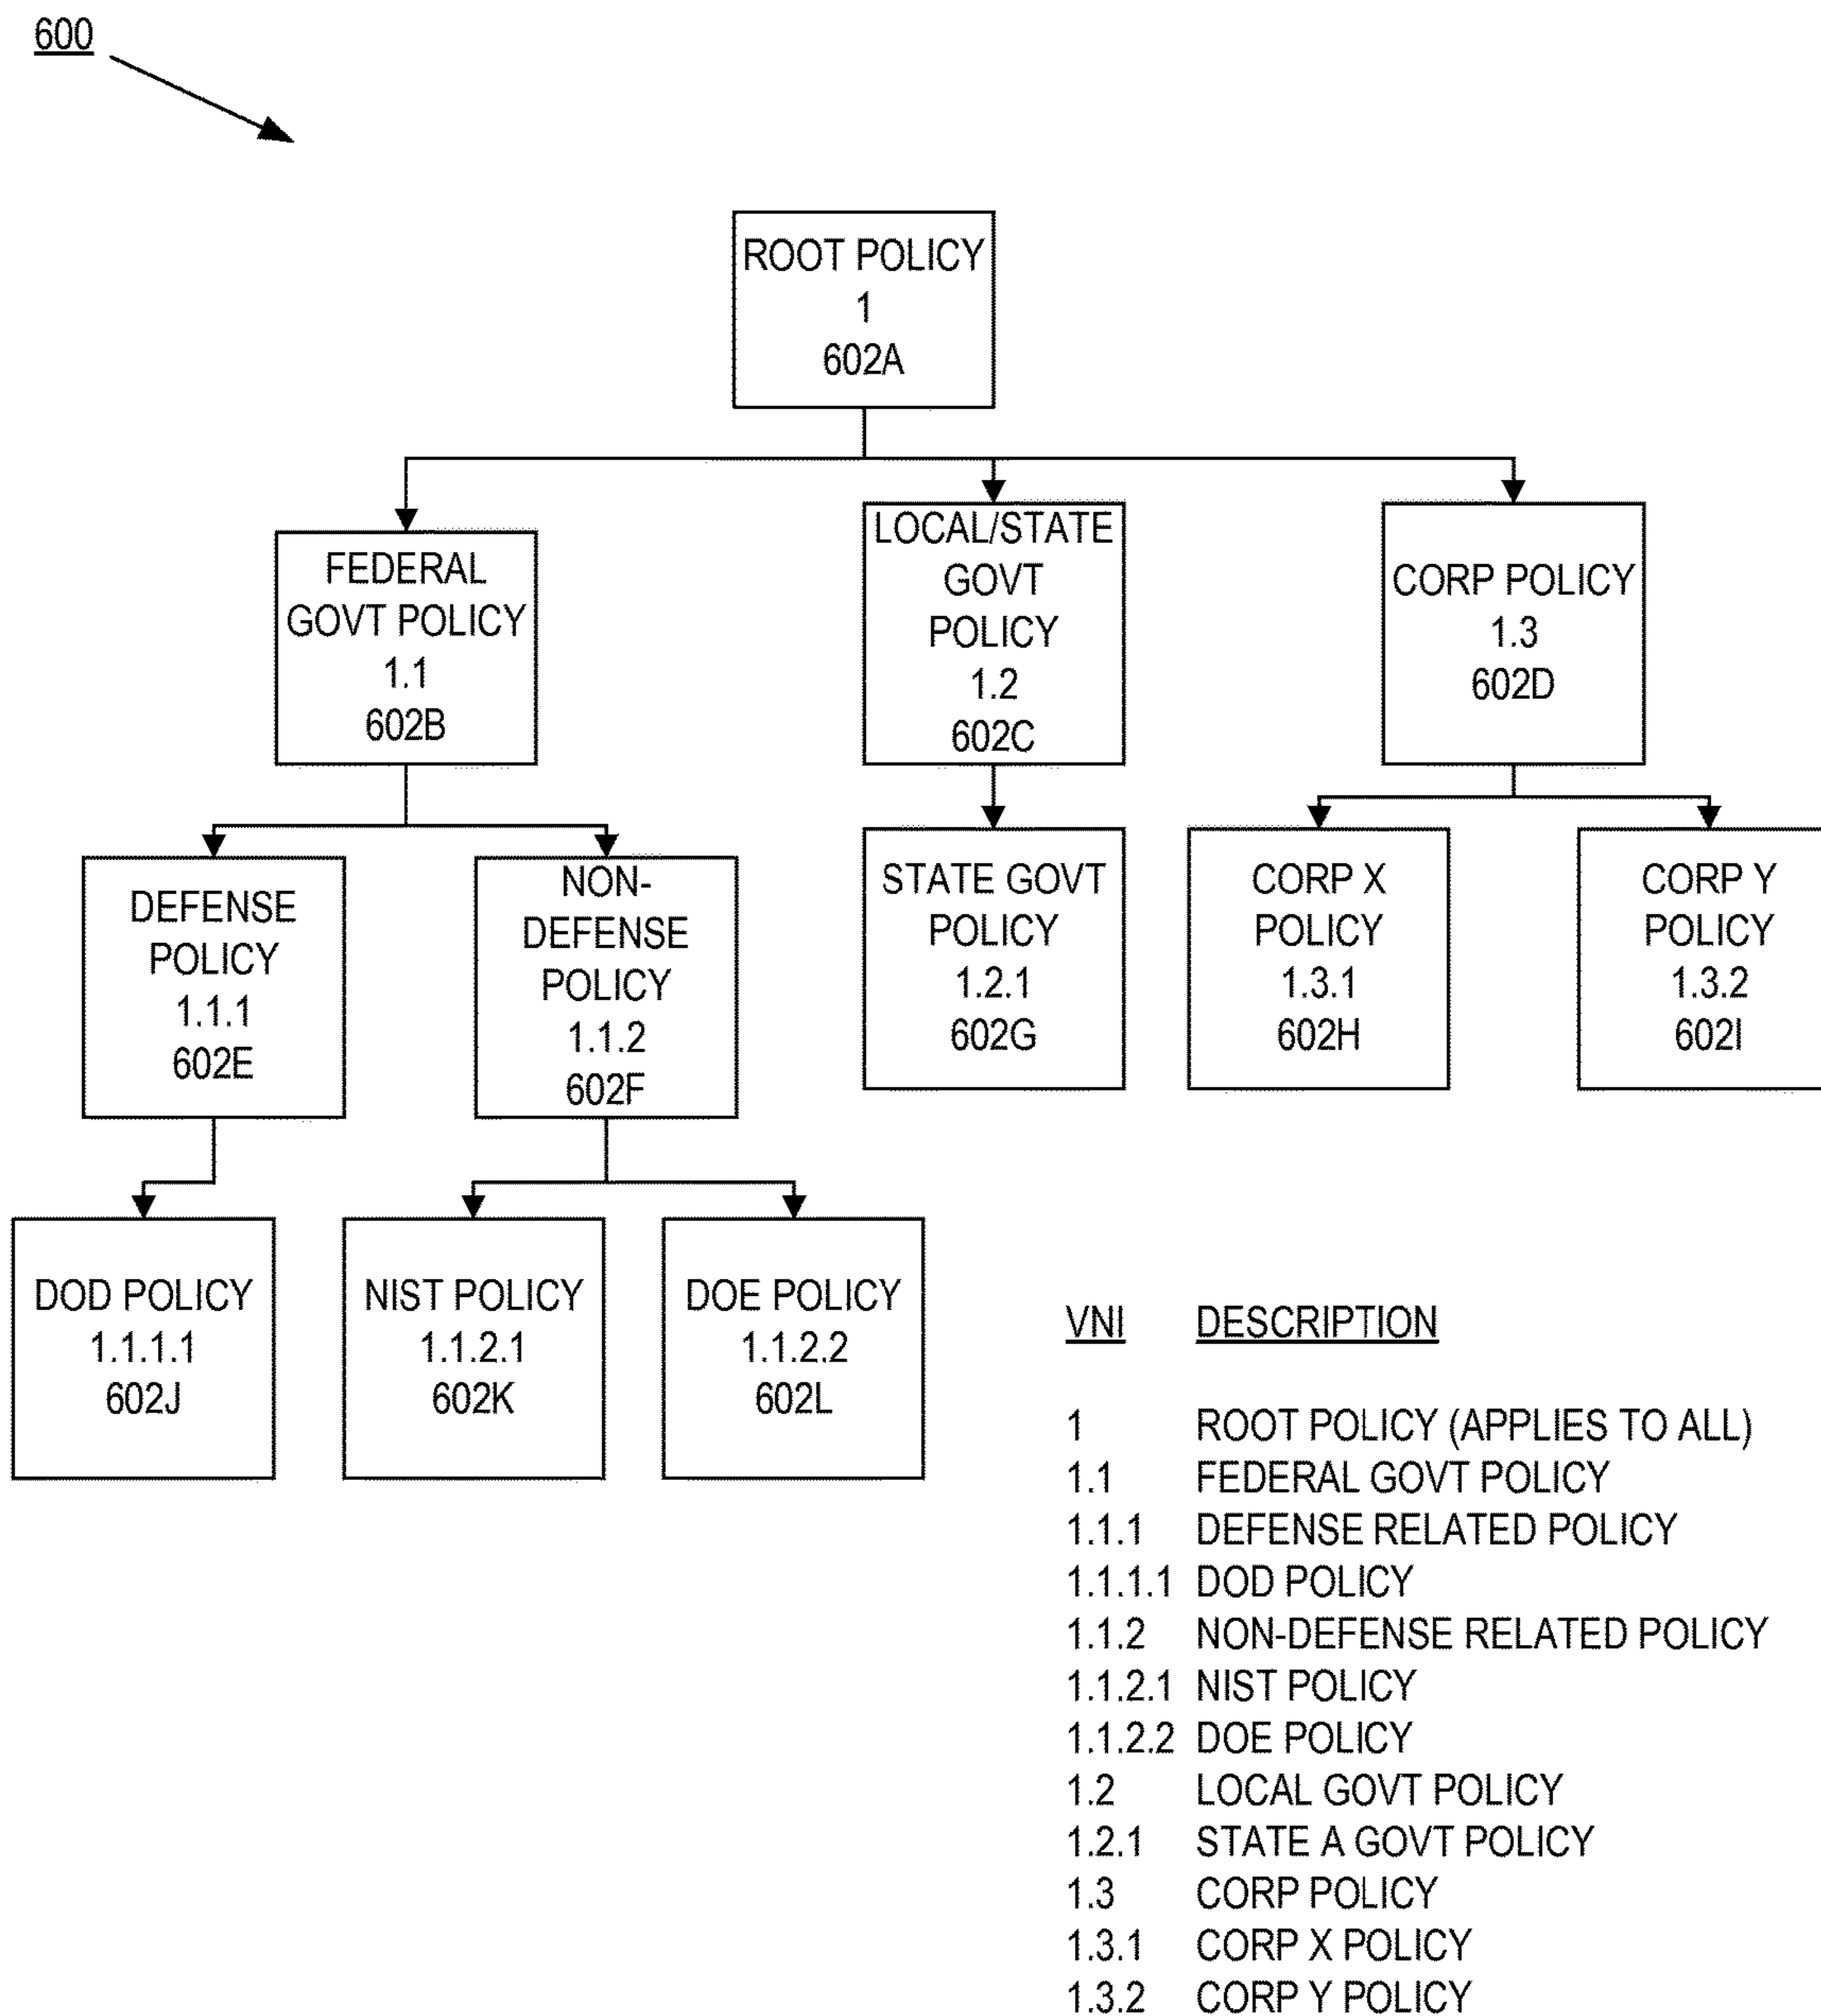 600
ROOT POLICY
1
602A
FEDERAL
GOVT POLICY
1.1
602B
LOCAL/STATE
GOVT
POLICY
1.2
602C
CORP POLICY
1.3
602D
DEFENSE
POLICY
1.1.1
602E
NON-
DEFENSE
POLICY
1.1.2
602F
STATE GOVT
POLICY
1.2.1
602G
CORP X
POLICY
1.3.1
602H
CORP Y
POLICY
1.3.2
602I
DOD POLICY
1.1.1.1
602J
NIST POLICY
1.1.2.1
602K
DOE POLICY
1.1.2.2
602L
VNI DESCRIPTION
1 ROOT POLICY (APPLIES TO ALL)
1.1 FEDERAL GOVT POLICY
1.1.1 DEFENSE RELATED POLICY
1.1.1.1 DOD POLICY
1.1.2 NON-DEFENSE RELATED POLICY
1.1.2.1 NIST POLICY
1.1.2.2 DOE POLICY
1.2 LOCAL GOVT POLICY
1.2.1 STATE A GOVT POLICY
1.3 CORP POLICY
1.3.1 CORP X POLICY
1.3.2 CORP Y POLICY